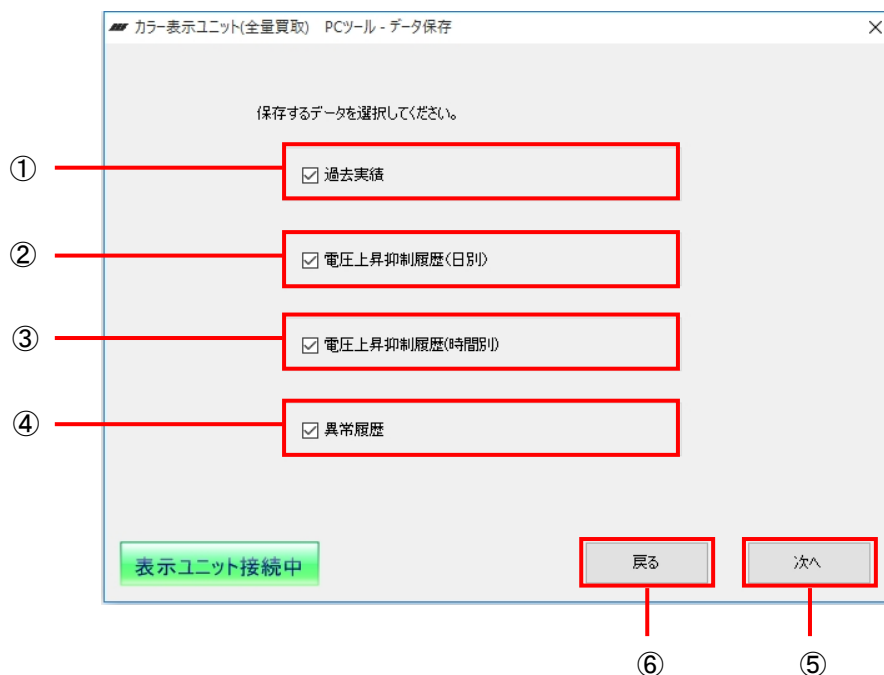 カラー表示ユニット(全量買取) PCツール - データ保存
保存するデータを選択してください。
① 過去実績
② 電圧上昇抑制履歴(日別)
③ 電圧上昇抑制履歴(時間別)
④ 異常履歴
表示ユニット接続中 戻る 次へ
⑥ ⑤